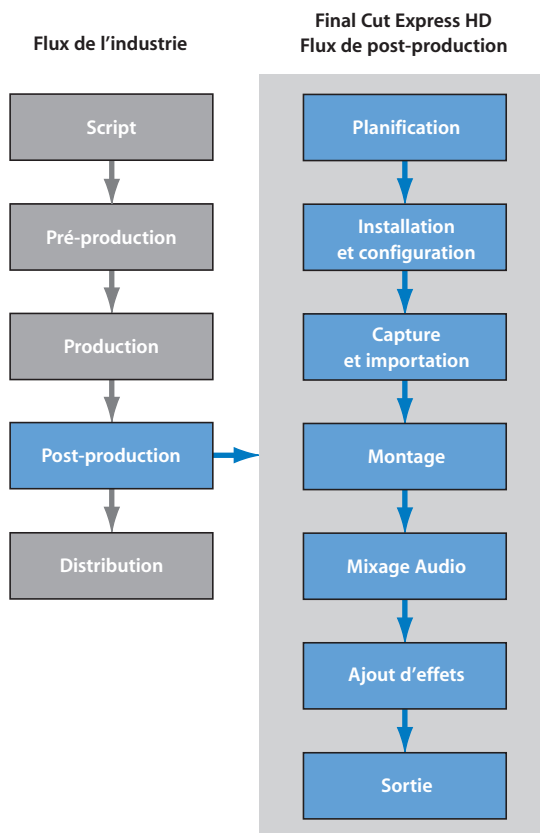 Flux de l’industrie
Script
Pré-production
Production
Post-production
Distribution
Final Cut Express HD
Flux de post-production
Planification
Installation
et configuration
Capture
et importation
Montage
Mixage Audio
Ajout d’effets
Sortie